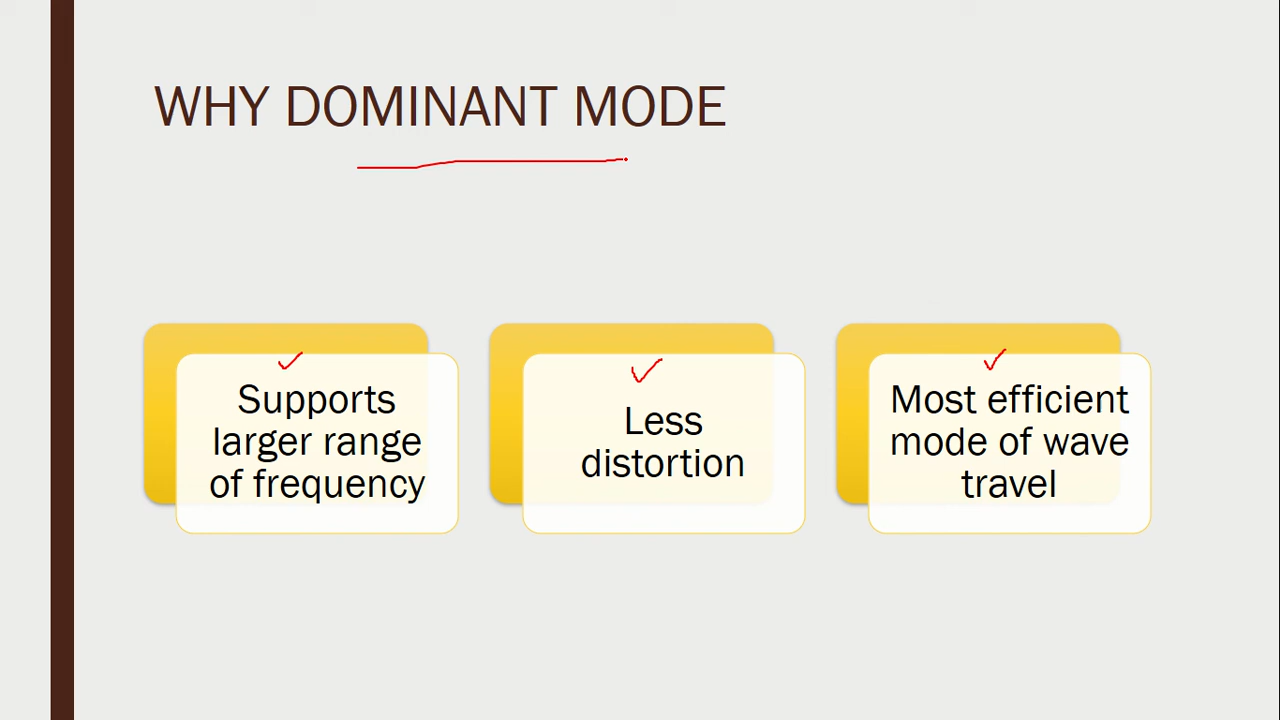 WHY DOMINANT MODE
Supports
larger range
of frequency
Less
distortion
Most efficient
mode of wave
travel